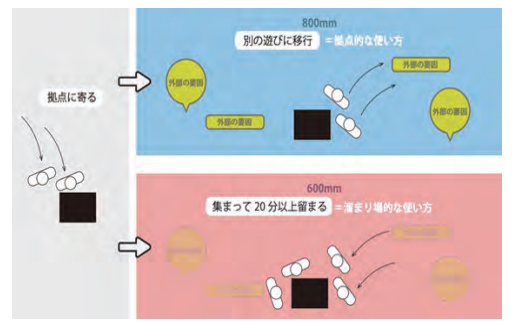 拠点に寄る
800mm
別の遊びに移行 =拠点的な使い方
外部の要因
外部の要因
外部の要因
外部の要因
600mm
集まって20分以上留まる =溜まり場的な使い方